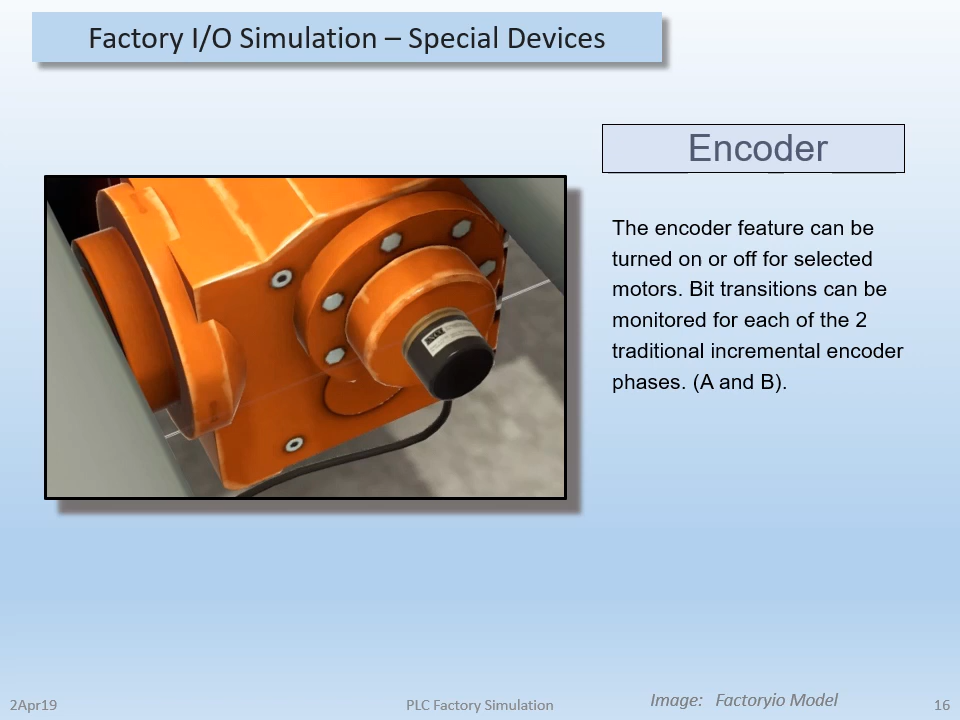 Factory I/O Simulation – Special Devices
Encoder
The encoder feature can be
turned on or off for selected
motors. Bit transitions can be
monitored for each of the 2
traditional incremental encoder
phases. (A and B).
2Apr19
PLC Factory Simulation
Image: Factoryio Model
16